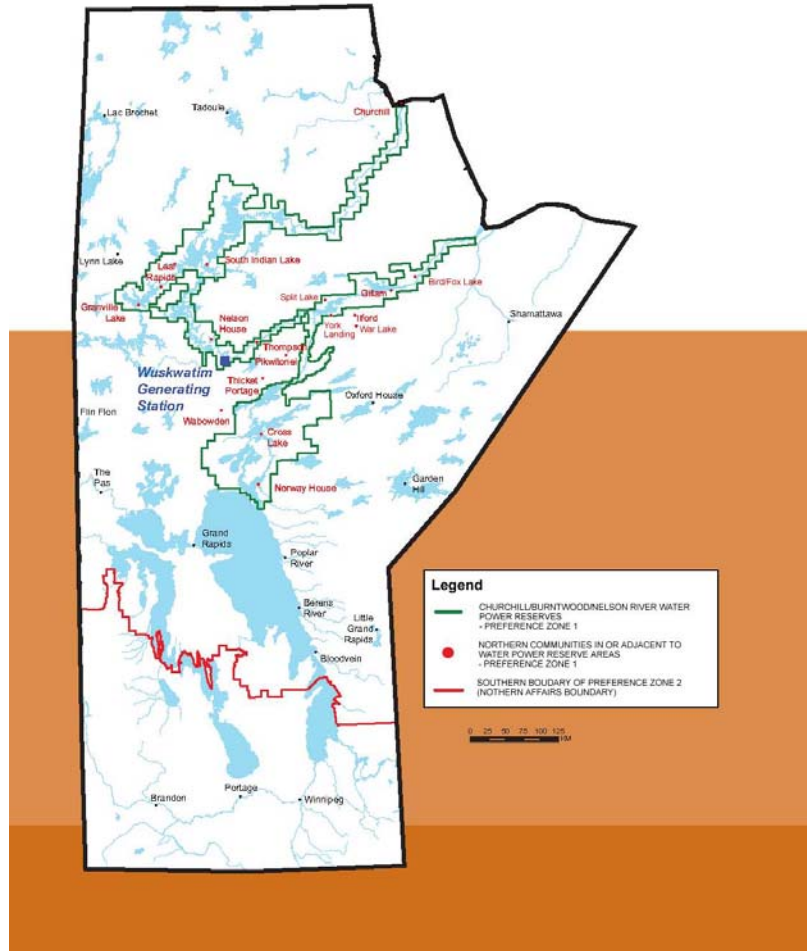 Lac Brochet
Tadoule
Churchill
Lynn Lake
Leaf
Rapids
South Indian Lake
Granville
Lake
Nelson
House
Split Lake
Gillam
Bird/Fox Lake
York
Landing
Ilford
War Lake
Shamattawa
Thompson
Pikwitonei
Wuskwatim
Generating
Station
Thicket
Portage
Oxford House
Flin Flon
Wabowden
Cross
Lake
The
Pas
Norway House
Garden
Hill
Grand
Rapids
Poplar
River
Berens
River
Little
Grand
Rapids
Bloodvein
Brandon
Portage
Winnipeg
Legend
CHURCHILL/BURNTWOOD/NELSON RIVER WATER
POWER RESERVES
- PREFERENCE ZONE 1
NORTHERN COMMUNITIES IN OR ADJACENT TO
WATER POWER RESERVE AREAS
- PREFERENCE ZONE 1
SOUTHERN BOUDARY OF PREFERENCE ZONE 2
(NOTHERN AFFAIRS BOUNDARY)
0 25 50 75 100 125
KM